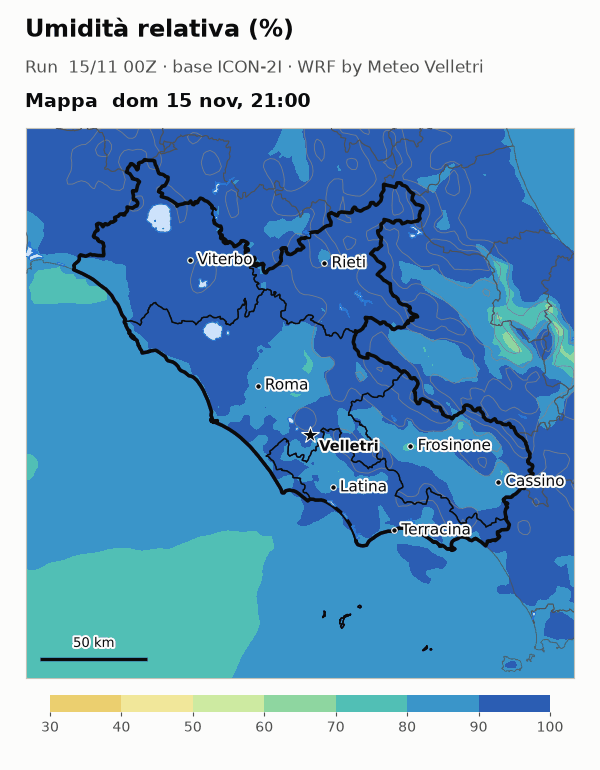 Umidità relativa (%)
Run  15/11 00Z · base ICON-2I · WRF by Meteo Velletri
Mappa  dom 15 nov, 21:00
Viterbo
Rieti
Roma
Velletri
Frosinone
Cassino
Latina
Terracina
50 km
30 40 50 60 70 80 90 100